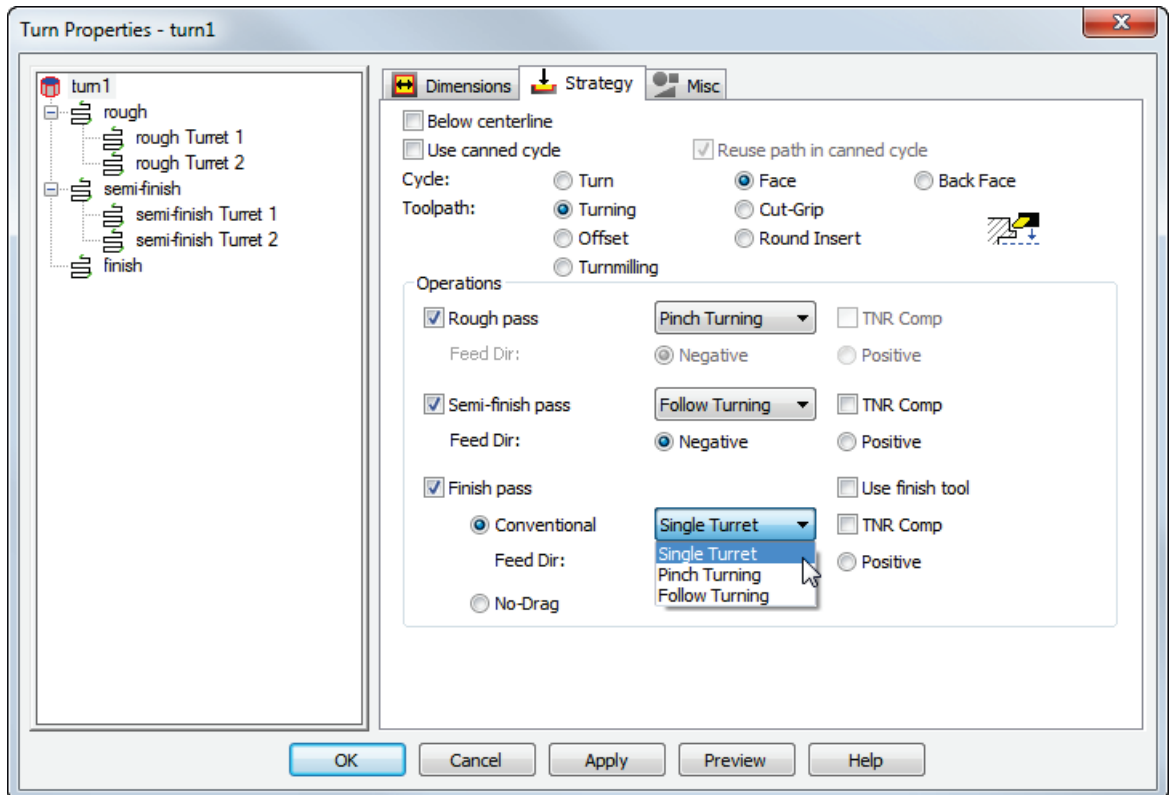 Turn Properties - turn1
turn1
rough
rough Turret 1
rough Turret 2
semi-finish
semi-finish Turret 1
semi-finish Turret 2
finish
Dimensions
Strategy
Misc
Below centerline
Use canned cycle
Reuse path in canned cycle
Cycle:
Turn
Face
Back Face
Toolpath:
Turning
Cut-Grip
Offset
Round Insert
Turnmilling
Operations
Rough pass
Pinch Turning
TNR Comp
Feed Dir:
Negative
Positive
Semi-finish pass
Follow Turning
TNR Comp
Feed Dir:
Negative
Positive
Finish pass
Use finish tool
Conventional
Single Turret
TNR Comp
Feed Dir:
Single Turret
Pinch Turning
Follow Turning
Positive
No-Drag
OK
Cancel
Apply
Preview
Help